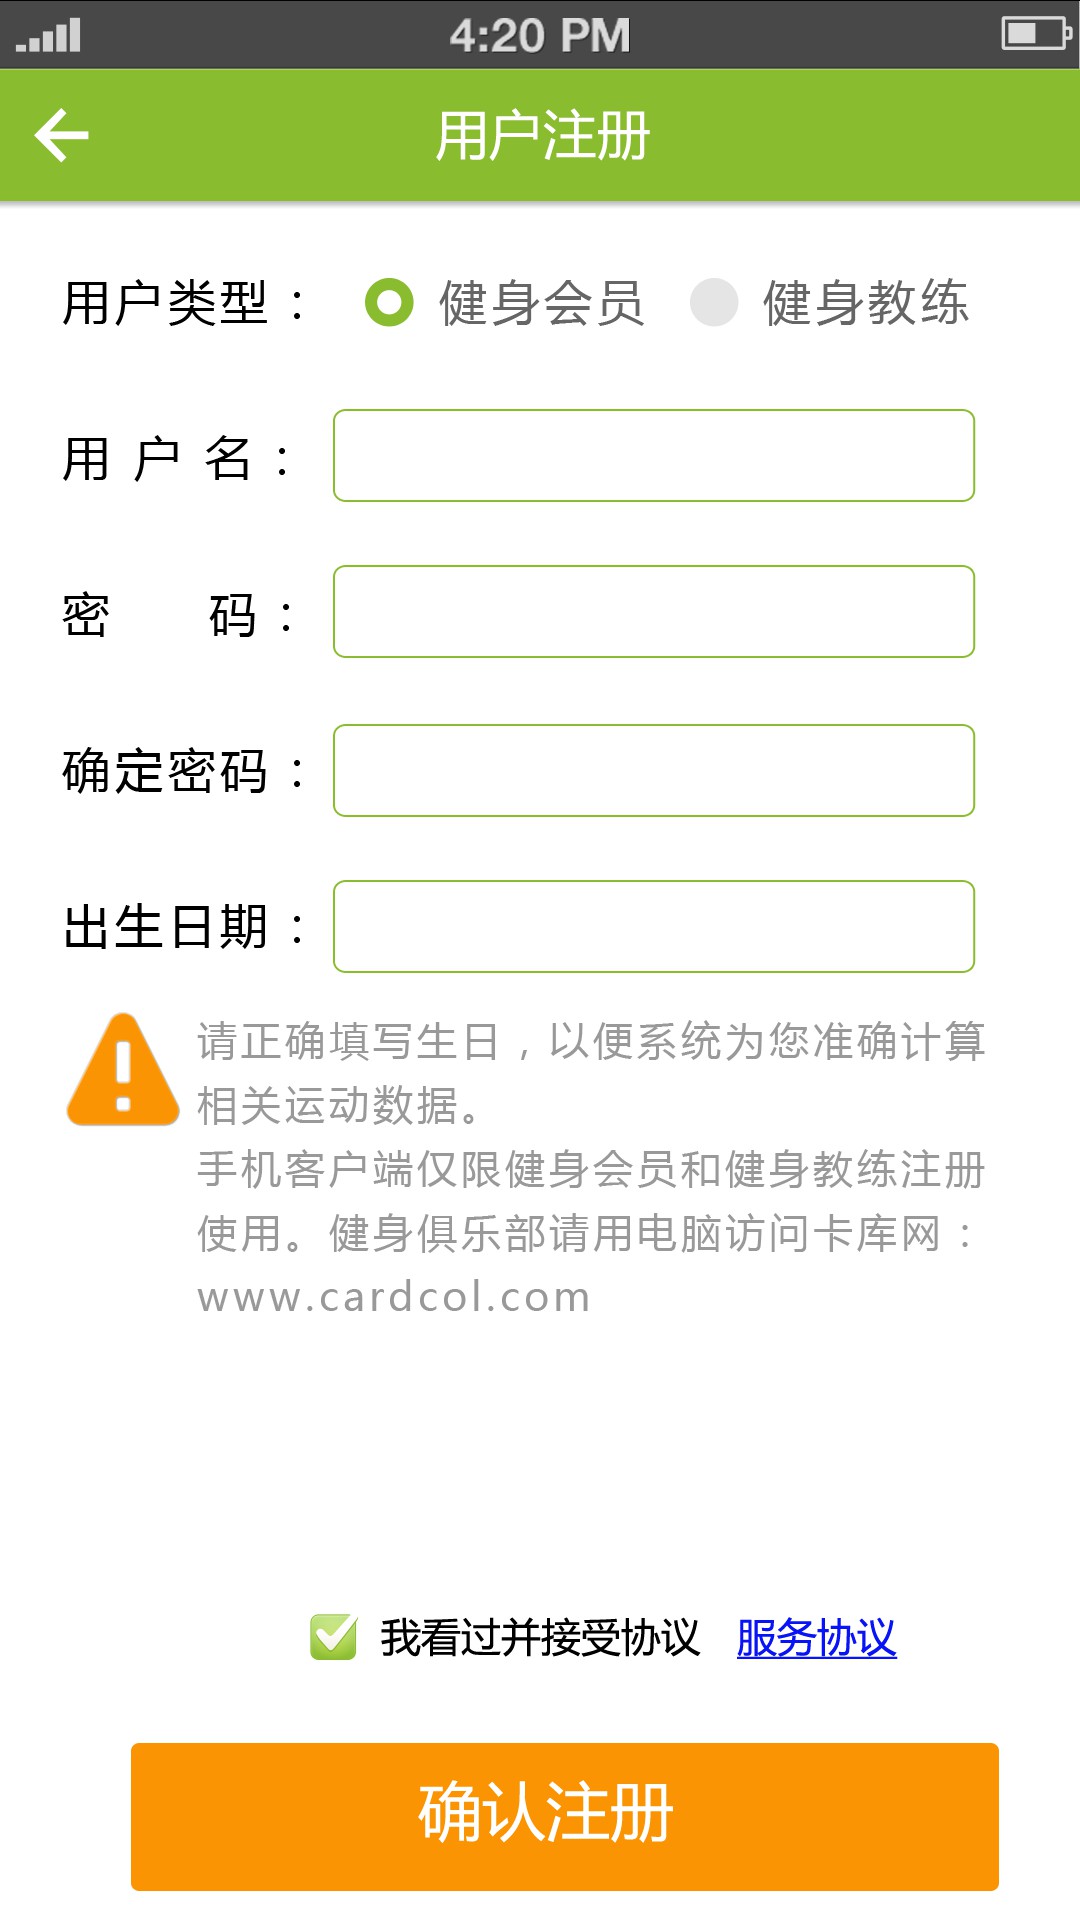 4:20 PM
用户注册
用户类型： 健身会员 健身教练
用 户 名：
密 码：
确定密码：
出生日期：
请正确填写生日，以便系统为您准确计算
相关运动数据。
手机客户端仅限健身会员和健身教练注册
使用。健身俱乐部请用电脑访问卡库网：
www.cardcol.com
我看过并接受协议 服务协议
确认注册